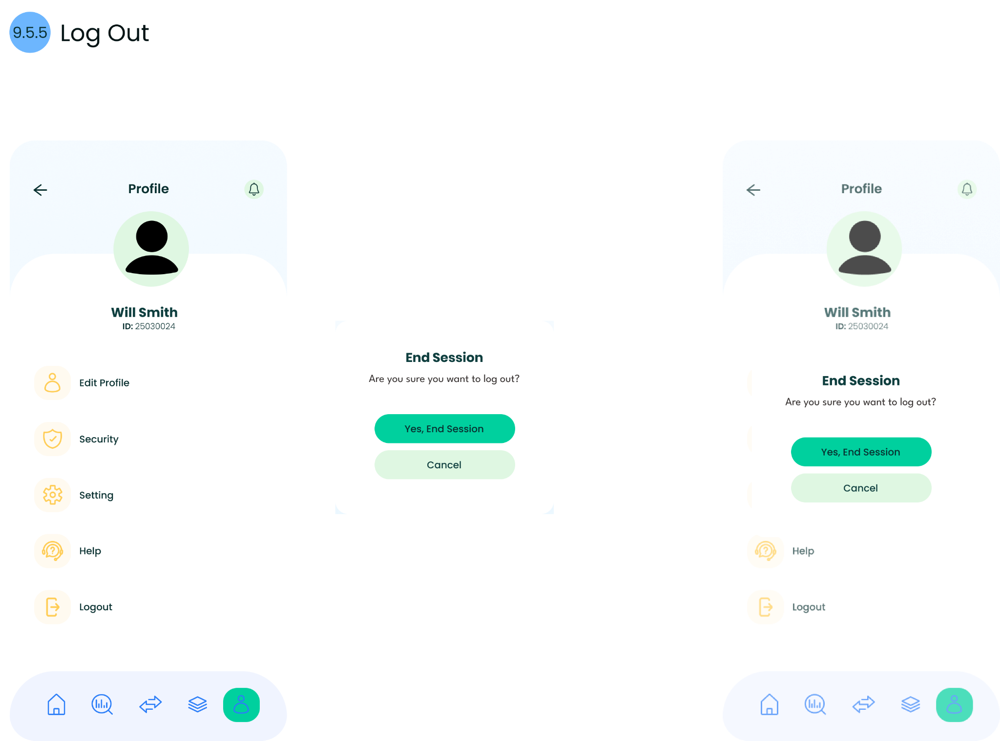 9.5.5 Log Out
Profile
Will Smith
ID: 25030024
Edit Profile
Security
Setting
Help
Logout
End Session
Are you sure you want to log out?
Yes, End Session
Cancel
Profile
Will Smith
ID: 25030024
End Session
Are you sure you want to log out?
Yes, End Session
Cancel
Help
Logout